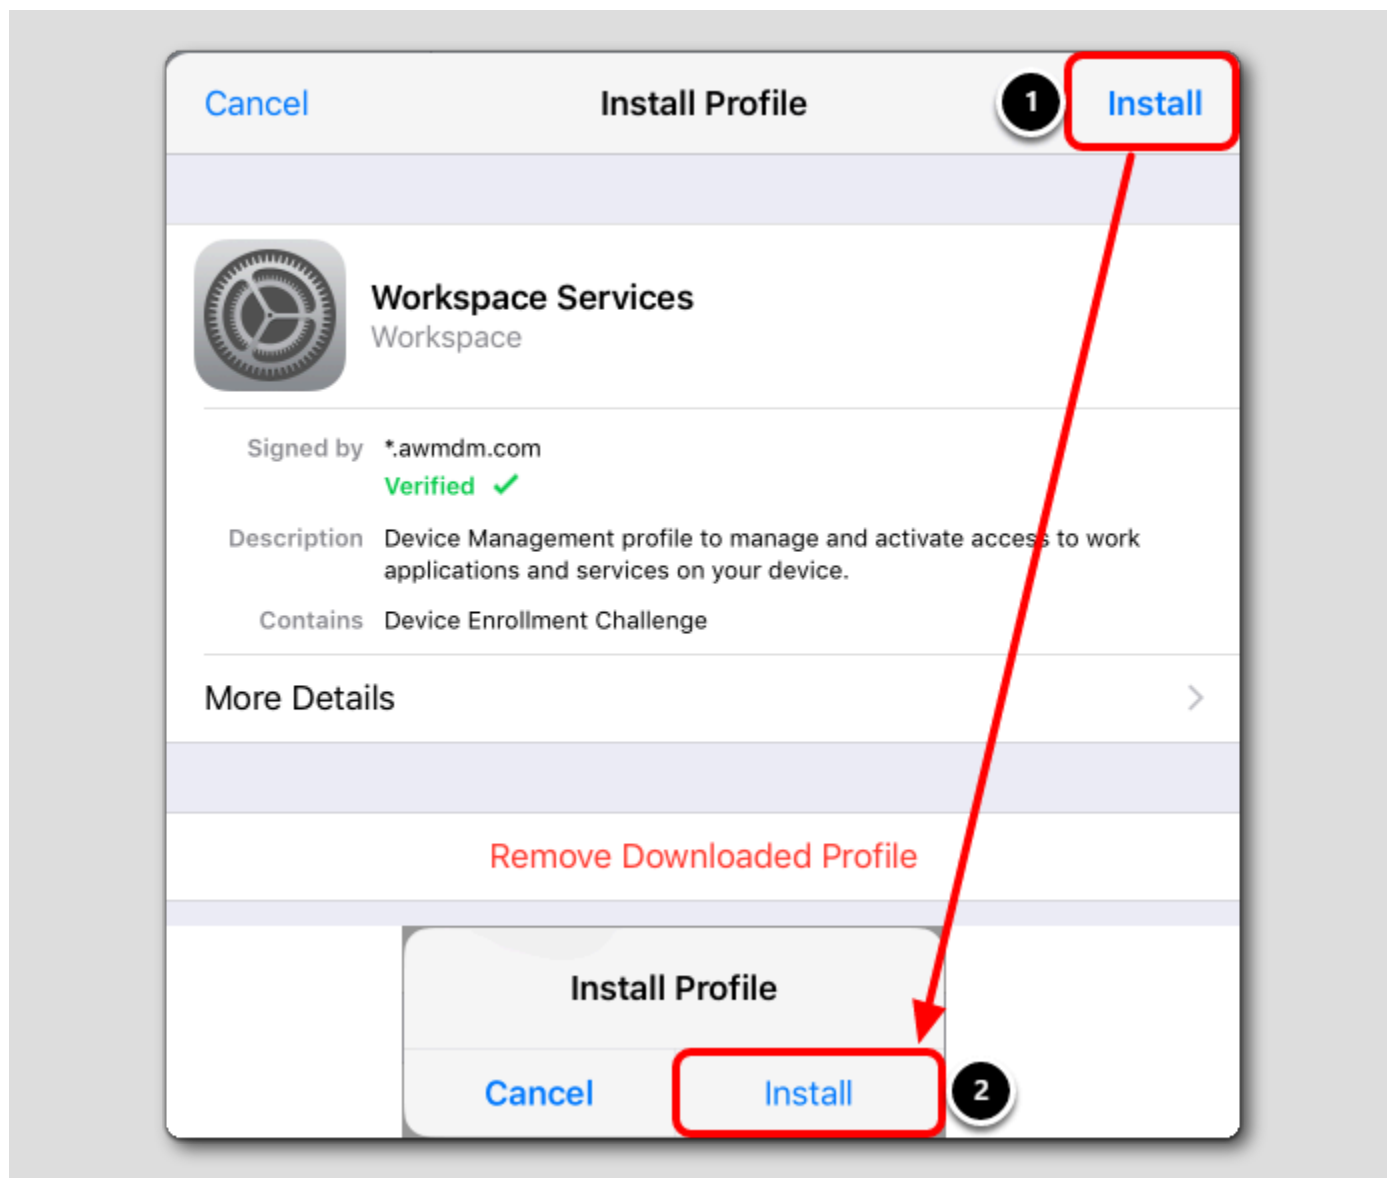 Cancel Install Profile 1 Install
Workspace Services
Workspace
Signed by *.awmdm.com
Verified
Description Device Management profile to manage and activate access to work
applications and services on your device.
Contains Device Enrollment Challenge
More Details
Remove Downloaded Profile
Install Profile
Cancel Install 2